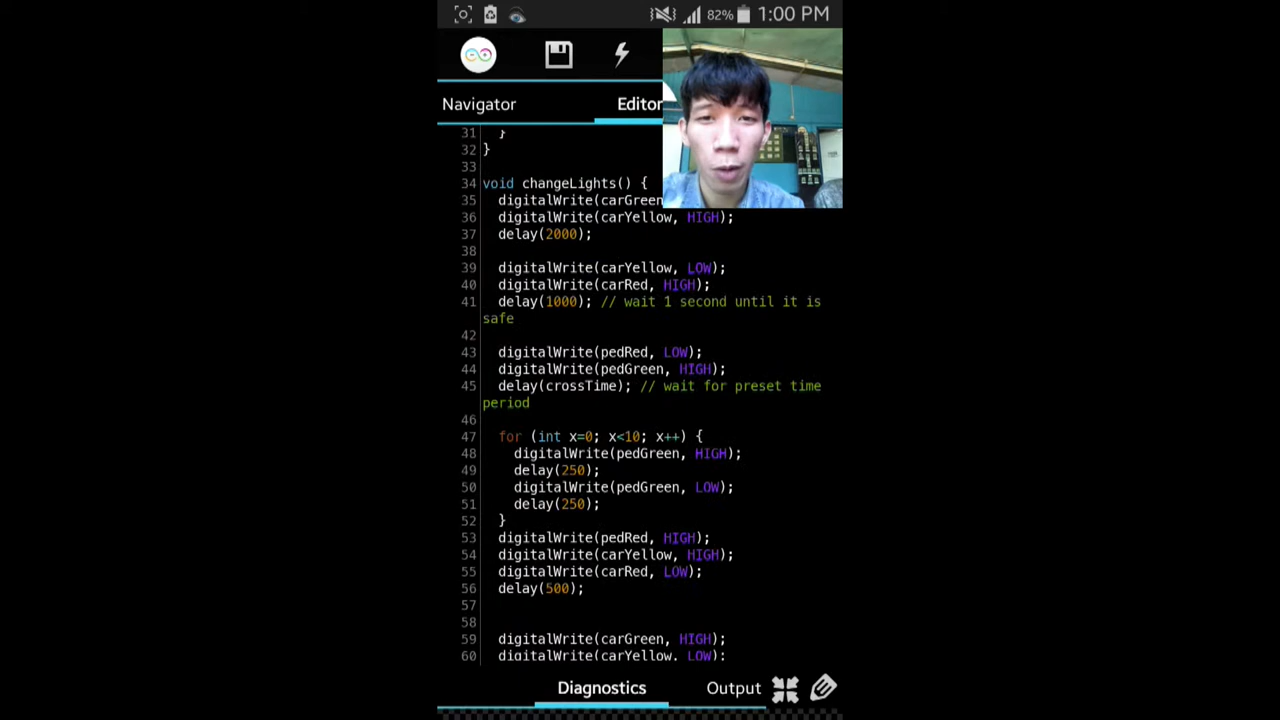 82% 1:00 PM
Navigator Editor
31 }
32 }
33
34 void changeLights() {
35 digitalWrite(carGreen
36 digitalWrite(carYellow, HIGH);
37 delay(2000);
38
39 digitalWrite(carYellow, LOW);
40 digitalWrite(carRed, HIGH);
41 delay(1000); // wait 1 second until it is
safe
42
43 digitalWrite(pedRed, LOW);
44 digitalWrite(pedGreen, HIGH);
45 delay(crossTime); // wait for preset time
period
46
47 for (int x=0; x<10; x++) {
48 digitalWrite(pedGreen, HIGH);
49 delay(250);
50 digitalWrite(pedGreen, LOW);
51 delay(250);
52 }
53 digitalWrite(pedRed, HIGH);
54 digitalWrite(carYellow, HIGH);
55 digitalWrite(carRed, LOW);
56 delay(500);
57
58
59 digitalWrite(carGreen, HIGH);
60 digitalWrite(carYellow, LOW);
Diagnostics Output